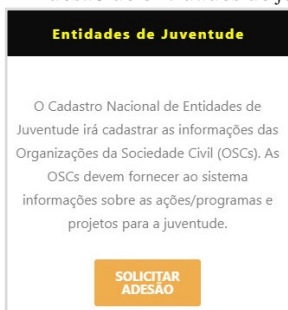 Entidades de Juventude
O Cadastro Nacional de Entidades de
Juventude irá cadastrar as informações das
Organizações da Sociedade Civil (OSCs). As
OSCs devem fornecer ao sistema
informações sobre as ações/programas e
projetos para a juventude.
SOLICITAR
ADESÃO